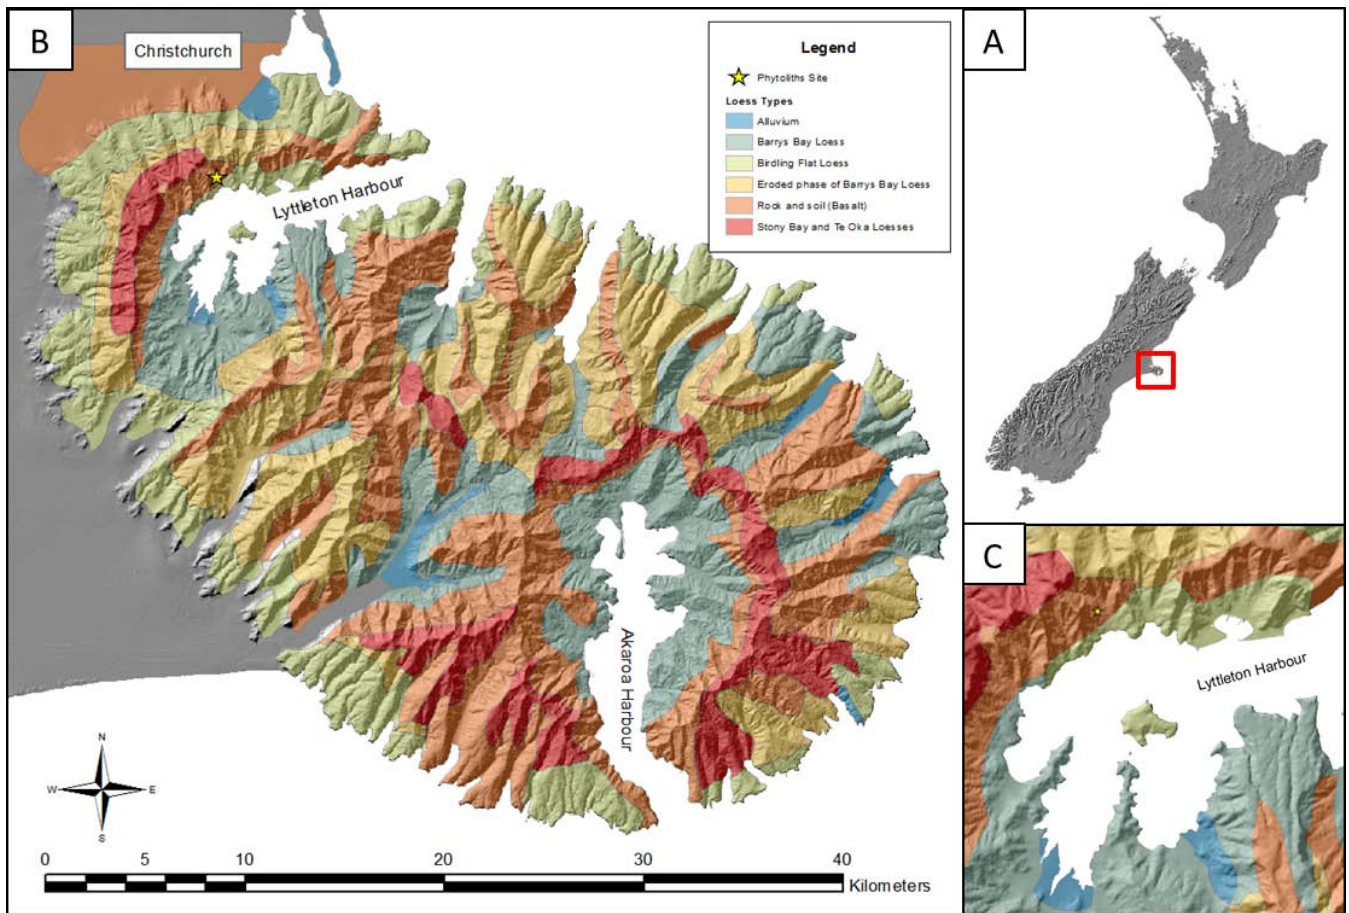 B
Christchurch
Legend
Phytoliths Site
Loess Types
Alluvium
Barrys Bay Loess
Birdling Flat Loess
Eroded phase of Barrys Bay Loess
Rock and soil (Basalt)
Stony Bay and Te Oka Loesses
Lyttleton Harbour
Akaroa Harbour
N
W E
S
0 5 10 20 30 40
Kilometers
A
C
Lyttleton Harbour